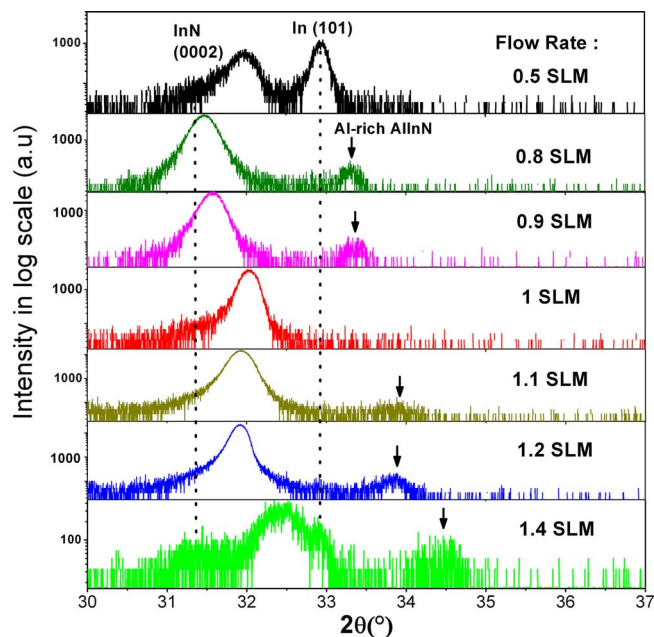 InN
(0002)
In (101)
Flow Rate :
0.5 SLM
1000
Al-rich AlInN
0.8 SLM
1000
0.9 SLM
1000
1 SLM
1000
1.1 SLM
1000
1.2 SLM
1000
1.4 SLM
100
Intensity in log scale (a.u)
30 31 32 33 34 35 36 37
2θ(°)